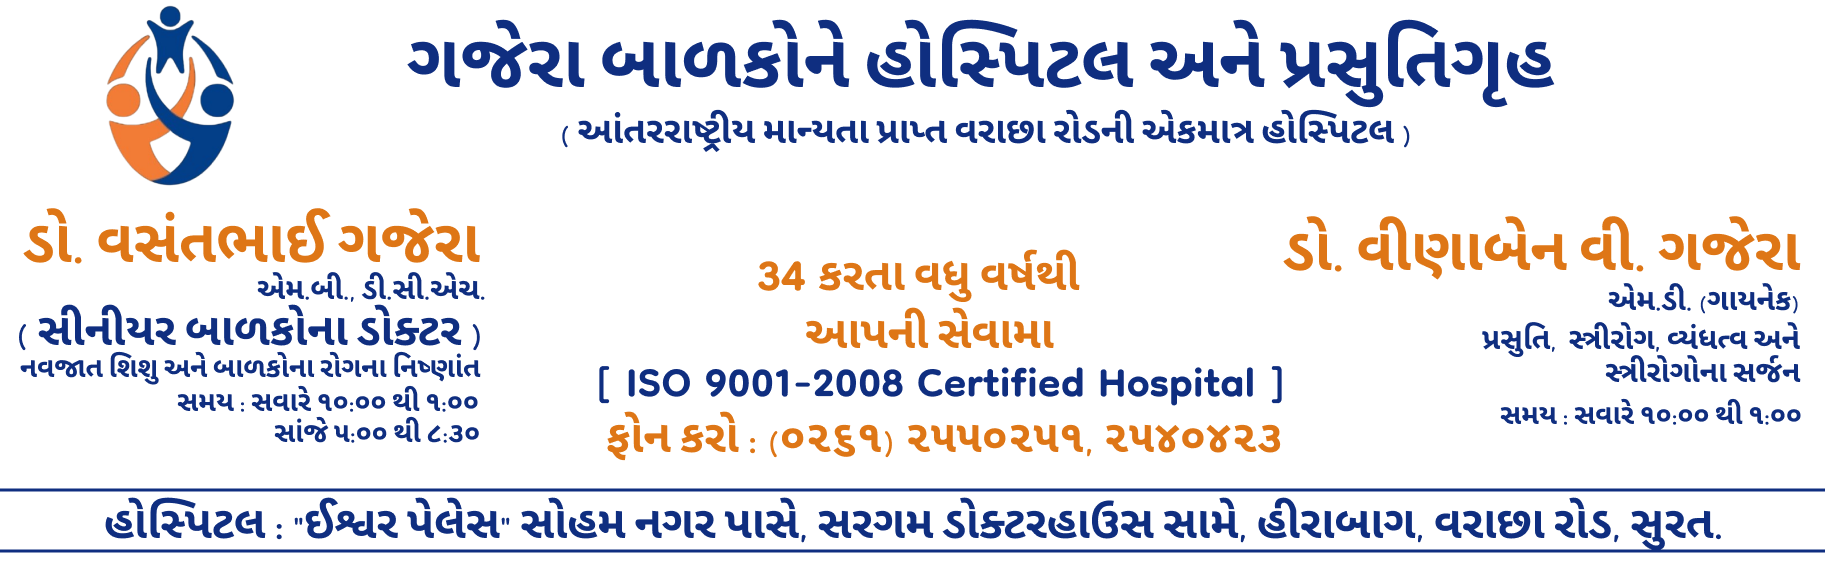 ગજેરા બાળકોને હોસ્પિટલ અને પ્રસુતિગૃહ
( આંતરરાષ્ટ્રીય માન્યતા પ્રાપ્ત વરાછા રોડની એકમાત્ર હોસ્પિટલ )
ડો. વસંતભાઈ ગજેરા
એમ.બી., ડી.સી.એચ.
( સીનીયર બાળકોના ડોક્ટર )
નવજાત શિશુ અને બાળકોના રોગના નિષ્ણાંત
સમય : સવારે ૧૦:૦૦ થી ૧:૦૦
સાંજે ૫:૦૦ થી ૮:૩૦
34 કરતા વધુ વર્ષથી
આપની સેવામા
[ ISO 9001-2008 Certified Hospital ]
ફોન કરો : (૦૨૬૧) ૨૫૫૦૨૫૧, ૨૫૪૦૪૨૩
ડો. વીણાબેન વી. ગજેરા
એમ.ડી. (ગાયનેક)
પ્રસુતિ, સ્ત્રીરોગ, વ્યંધત્વ અને
સ્ત્રીરોગોના સર્જન
સમય : સવારે ૧૦:૦૦ થી ૧:૦૦
હોસ્પિટલ : "ઈશ્વર પેલેસ" સોહમ નગર પાસે, સરગમ ડોક્ટરહાઉસ સામે, હીરાબાગ, વરાછા રોડ, સુરત.